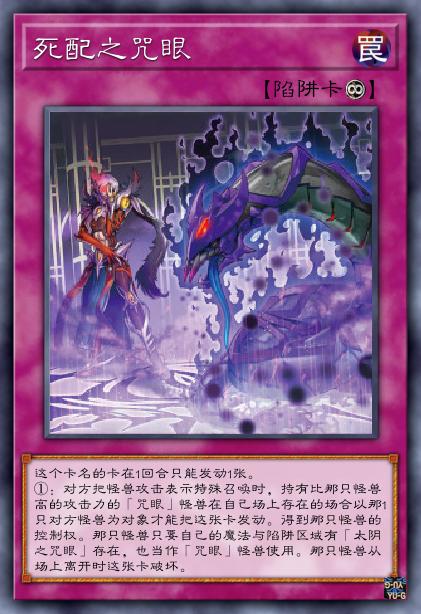 死配之咒眼
罠
【陷阱卡】
这个卡名的卡在1回合只能发动1张。
①：对方把怪兽攻击表示特殊召唤时，持有比那只怪兽
高的攻击力的「咒眼」怪兽在自己场上存在的场合以那1
只对方怪兽为对象才能把这张卡发动。得到那只怪兽的
控制权。那只怪兽只要自己的魔法与陷阱区域有「太阴
之咒眼」存在，也当作「咒眼」怪兽使用。那只怪兽从
场上离开时这张卡破坏。